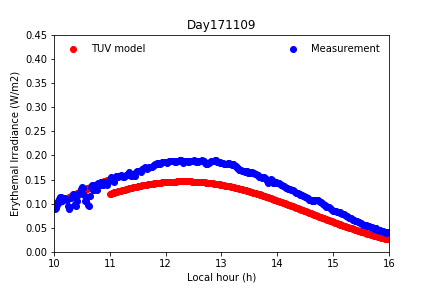 Day171109
TUV model
Measurement
Erythemal Irradiance (W/m2)
0.45
0.40
0.35
0.30
0.25
0.20
0.15
0.10
0.05
0.00
10 11 12 13 14 15 16
Local hour (h)